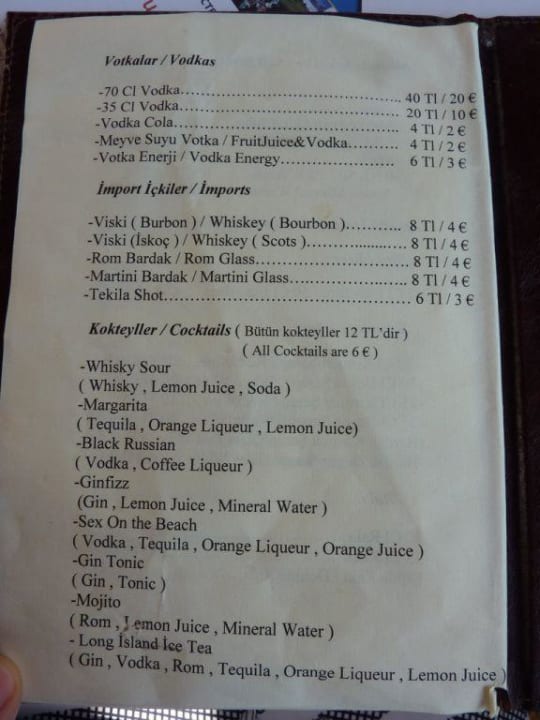 Votkalar / Vodkas
-70 Cl Vodka……………………………………….. 40 Tl / 20 €
-35 Cl Vodka……………………………………… 20 Tl / 10 €
-Vodka Cola……………………………………… 4 Tl / 2 €
-Meyve Suyu Votka / FruitJuice&Vodka……… 4 Tl / 2 €
-Votka Enerji / Vodka Energy………………… 6 Tl / 3 €
İmport İçkiler / İmports
-Viski ( Burbon ) / Whiskey ( Bourbon )……….. 8 Tl / 4 €
-Viski (İskoç ) / Whiskey ( Scots )……….......…. 8 Tl / 4 €
-Rom Bardak / Rom Glass………………………… 8 Tl / 4 €
-Martini Bardak / Martini Glass…………………... 8 Tl / 4 €
-Tekila Shot………………………………………… 6 Tl / 3 €
Kokteyller / Cocktails ( Bütün kokteyller 12 TL'dir )
( All Cocktails are 6 € )
-Whisky Sour
( Whisky , Lemon Juice , Soda )
-Margarita
( Tequila , Orange Liqueur , Lemon Juice)
-Black Russian
( Vodka , Coffee Liqueur )
-Ginfizz
(Gin , Lemon Juice , Mineral Water )
-Sex On the Beach
( Vodka , Tequila , Orange Liqueur , Orange Juice )
-Gin Tonic
( Gin , Tonic )
-Mojito
( Rom , Lemon Juice , Mineral Water )
- Long İsland İce Tea
( Gin , Vodka , Rom , Tequila , Orange Liqueur , Lemon Juice )